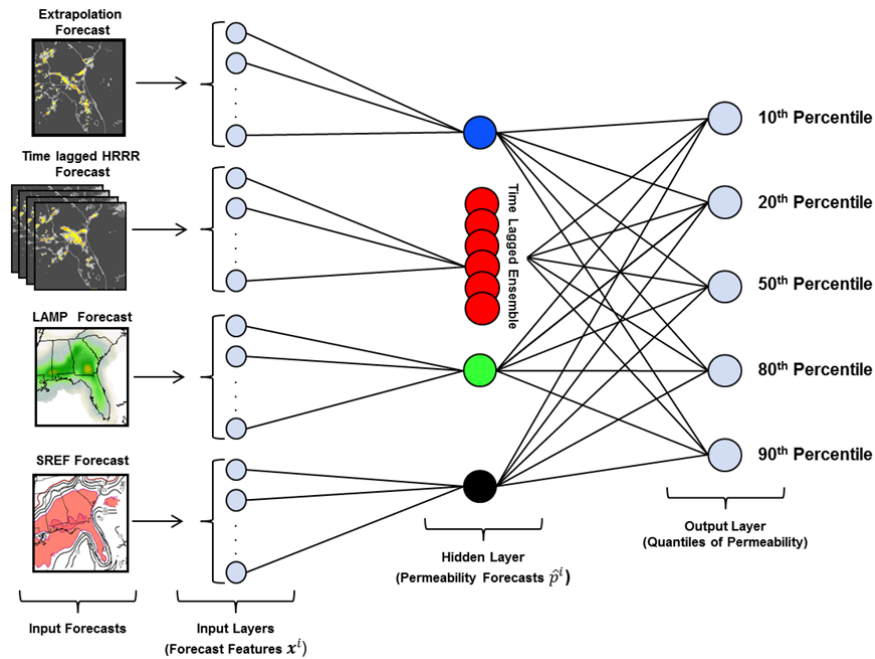 Extrapolation
Forecast
Time lagged HRRR
Forecast
LAMP Forecast
SREF Forecast
Input Forecasts
Input Layers
(Forecast Features 𝒙ⁱ)
Time Lagged Ensemble
Hidden Layer
(Permeability Forecasts p̂ⁱ)
10th Percentile
20th Percentile
50th Percentile
80th Percentile
90th Percentile
Output Layer
(Quantiles of Permeability)